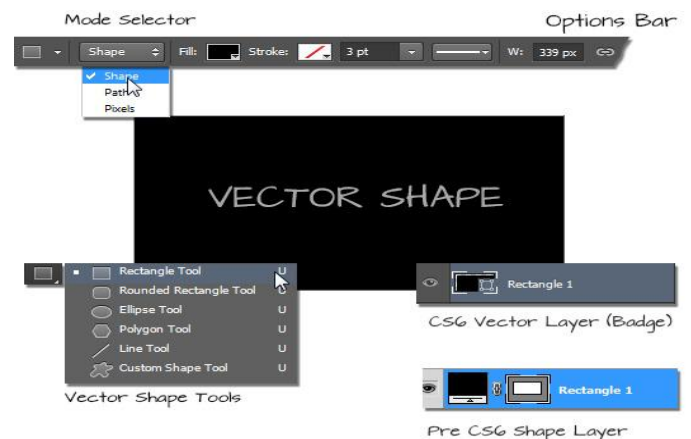 Mode Selector
Options Bar
Shape Fill: Stroke: 3 pt W: 339 px
Shape
Path
Pixels
VECTOR SHAPE
Rectangle Tool U
Rounded Rectangle Tool U
Ellipse Tool U
Polygon Tool U
Line Tool U
Custom Shape Tool U
Vector Shape Tools
Rectangle 1
CS6 Vector Layer (Badge)
Rectangle 1
Pre CS6 Shape Layer